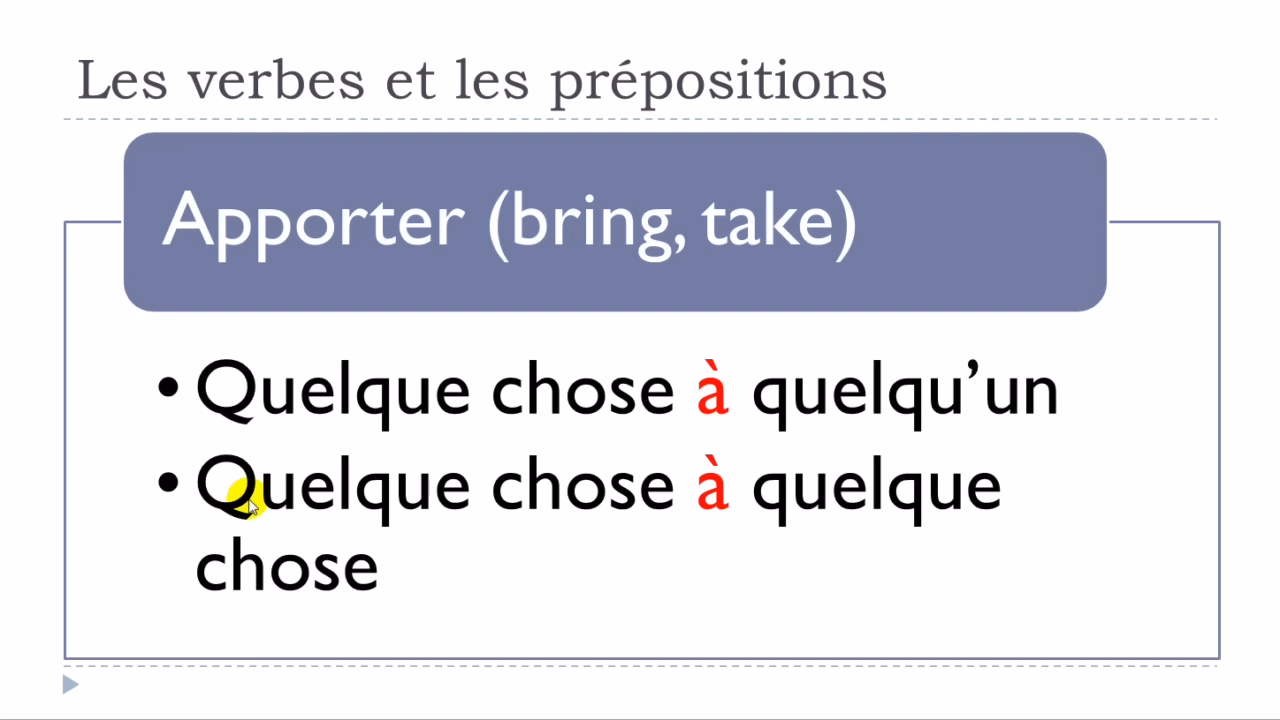 Les verbes et les prépositions
Apporter (bring, take)
• Quelque chose à quelqu’un
• Quelque chose à quelque
chose